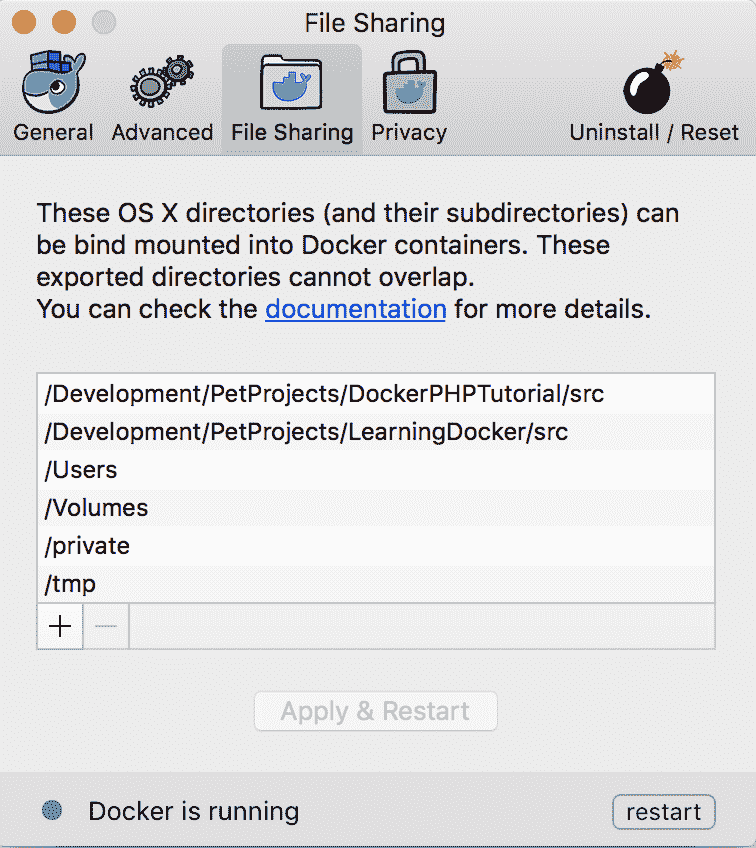 File Sharing
General Advanced File Sharing Privacy Uninstall / Reset
These OS X directories (and their subdirectories) can
be bind mounted into Docker containers. These
exported directories cannot overlap.
You can check the documentation for more details.
/Development/PetProjects/DockerPHPTutorial/src
/Development/PetProjects/LearningDocker/src
/Users
/Volumes
/private
/tmp
Apply & Restart
Docker is running restart